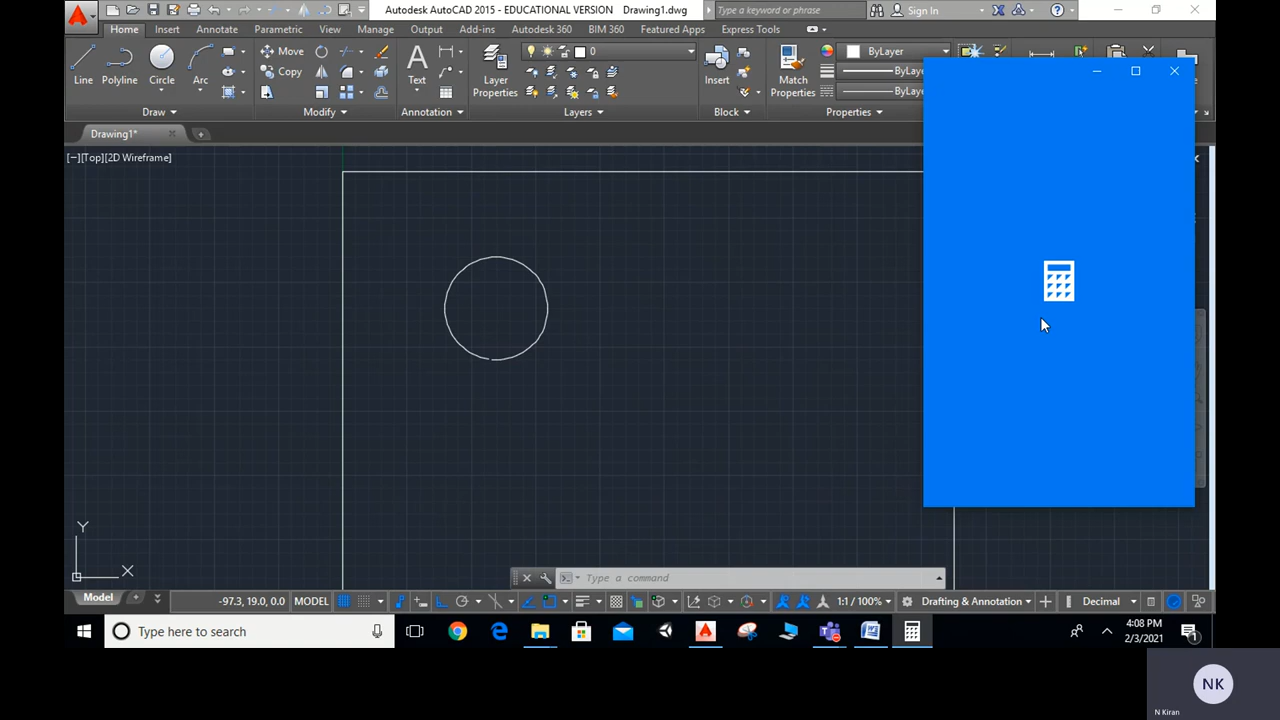 Autodesk AutoCAD 2015 - EDUCATIONAL VERSION Drawing1.dwg
Type a keyword or phrase
Sign In
Home Insert Annotate Parametric View Manage Output Add-ins Autodesk 360 BIM 360 Featured Apps Express Tools
Line Polyline Circle Arc
Move
Copy
Text
Layer
Properties
0
Insert
Match
Properties
ByLayer
ByLaye
ByLaye
Draw Modify Annotation Layers Block Properties
Drawing1*
[−][Top][2D Wireframe]
Y
X
Type a command
Model
-97.3, 19.0, 0.0 MODEL
1:1 / 100%
Drafting & Annotation
Decimal
Type here to search
4:08 PM
2/3/2021
1
NK
N Kiran